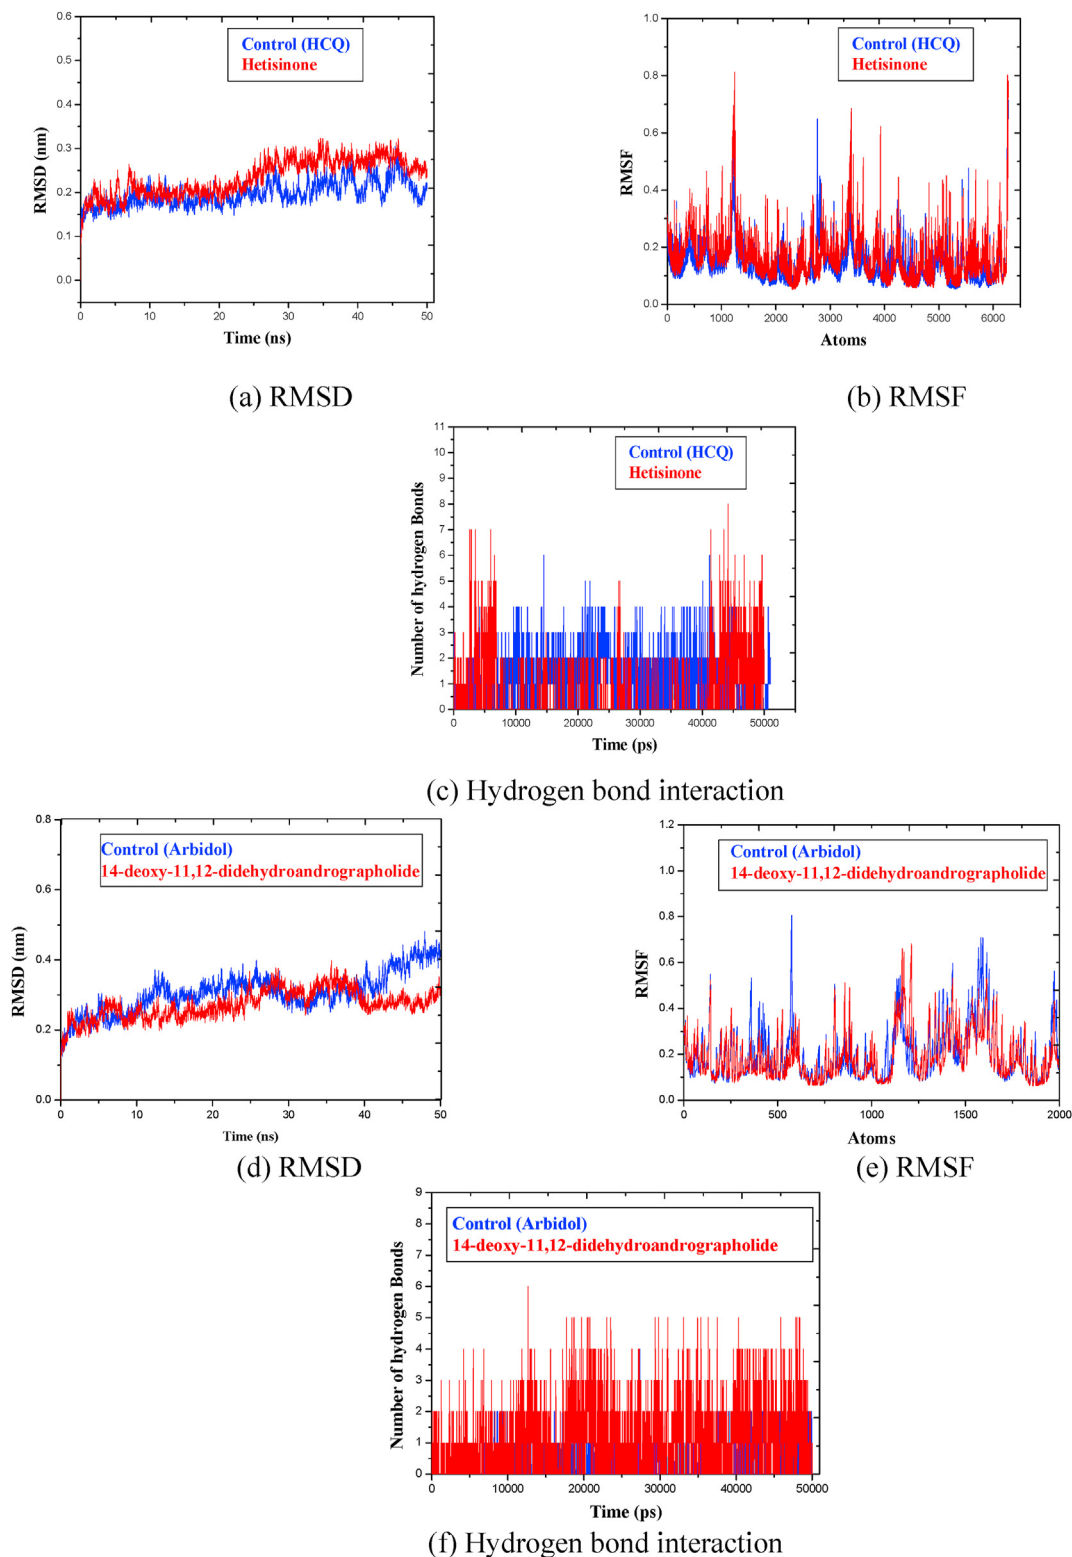 0.6
0.5
0.4
0.3
0.2
0.1
0.0
RMSD (nm)
Control (HCQ)
Hetisinone
0 10 20 30 40 50
Time (ns)
(a) RMSD
1.0
0.8
0.6
0.4
0.2
0.0
RMSF
Control (HCQ)
Hetisinone
0 1000 2000 3000 4000 5000 6000
Atoms
(b) RMSF
11
10
9
8
7
6
5
4
3
2
1
0
Number of hydrogen Bonds
Control (HCQ)
Hetisinone
0 10000 20000 30000 40000 50000
Time (ps)
(c) Hydrogen bond interaction
0.8
0.6
0.4
0.2
0.0
RMSD (nm)
Control (Arbidol)
14-deoxy-11,12-didehydroandrographolide
0 10 20 30 40 50
Time (ns)
(d) RMSD
1.2
1.0
0.8
0.6
0.4
0.2
0.0
RMSF
Control (Arbidol)
14-deoxy-11,12-didehydroandrographolide
0 500 1000 1500 2000
Atoms
(e) RMSF
9
8
7
6
5
4
3
2
1
0
Number of hydrogen Bonds
Control (Arbidol)
14-deoxy-11,12-didehydroandrographolide
0 10000 20000 30000 40000 50000
Time (ps)
(f) Hydrogen bond interaction